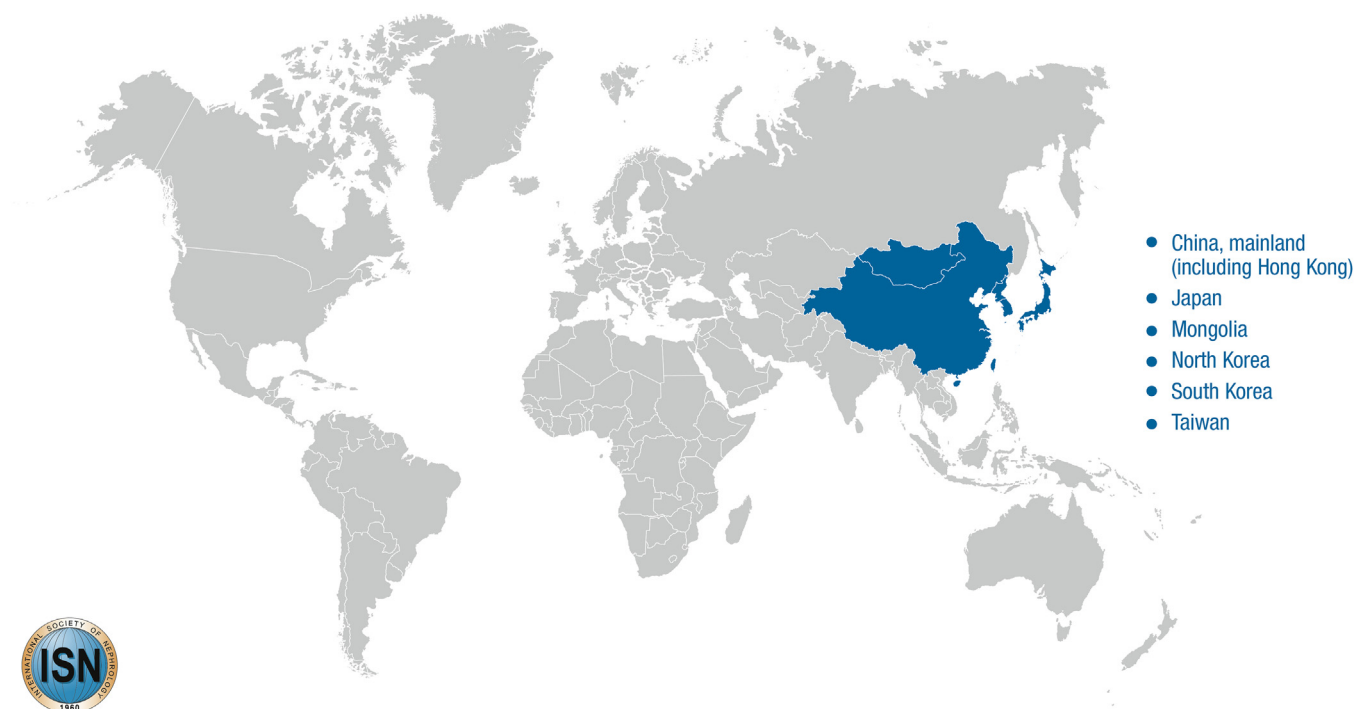 China, mainland
(including Hong Kong)
Japan
Mongolia
North Korea
South Korea
Taiwan
INTERNATIONAL SOCIETY OF NEPHROLOGY
ISN
1960